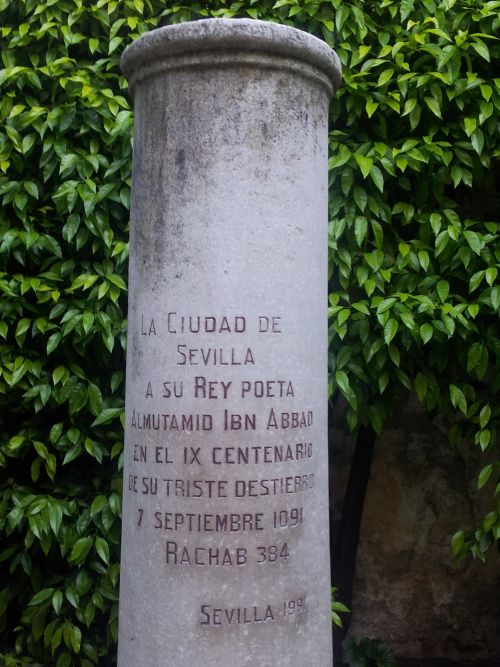 LA CIUDAD DE
SEVILLA
A SU REY POETA
ALMUTAMID IBN ABBAD
EN EL IX CENTENARIO
DE SU TRISTE DESTIERRO
7 SEPTIEMBRE 1091
RACHAB 384
SEVILLA